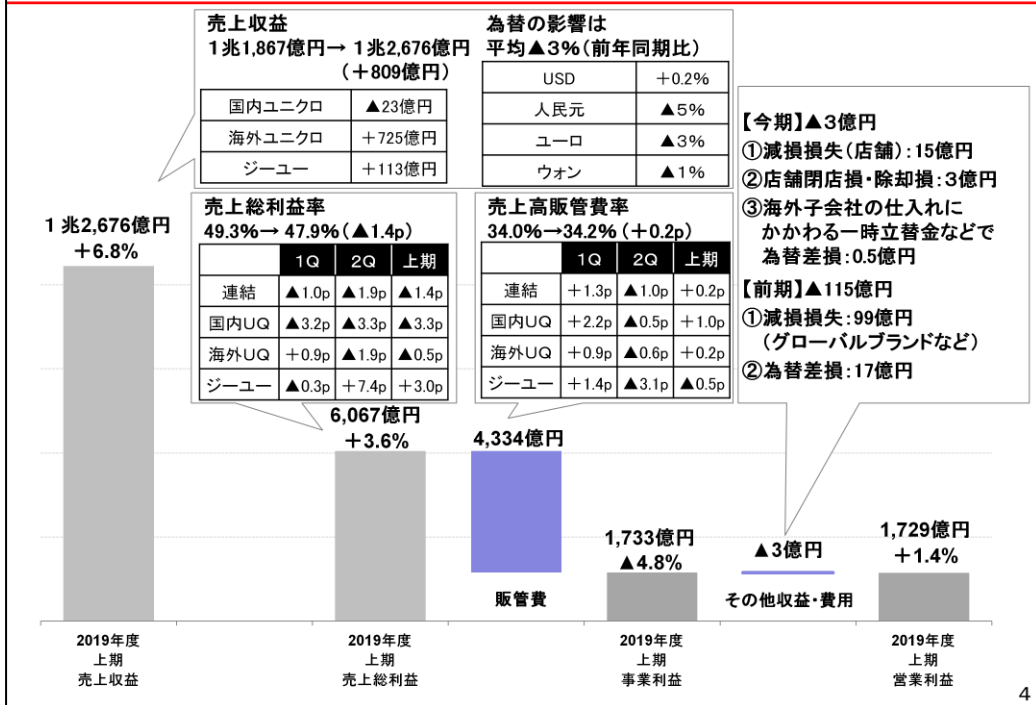 売上収益
1兆1,867億円→ 1兆2,676億円
(＋809億円)
国内ユニクロ ▲23億円
海外ユニクロ ＋725億円
ジーユー ＋113億円
為替の影響は
平均▲3%(前年同期比)
USD ＋0.2%
人民元 ▲5%
ユーロ ▲3%
ウォン ▲1%
【今期】▲3億円
①減損損失(店舗):15億円
②店舗閉店損・除却損:3億円
③海外子会社の仕入れに
かかわる一時立替金などで
為替差損:0.5億円
【前期】▲115億円
①減損損失:99億円
(グローバルブランドなど)
②為替差損:17億円
売上総利益率
49.3%→ 47.9%(▲1.4p)
1Q 2Q 上期
連結 ▲1.0p ▲1.9p ▲1.4p
国内UQ ▲3.2p ▲3.3p ▲3.3p
海外UQ ＋0.9p ▲1.9p ▲0.5p
ジーユー ▲0.3p ＋7.4p ＋3.0p
売上高販管費率
34.0%→34.2%(＋0.2p)
1Q 2Q 上期
連結 ＋1.3p ▲1.0p ＋0.2p
国内UQ ＋2.2p ▲0.5p ＋1.0p
海外UQ ＋0.9p ▲0.6p ＋0.2p
ジーユー ＋1.4p ▲3.1p ▲0.5p
1兆2,676億円
＋6.8%
6,067億円
＋3.6%
4,334億円
販管費
1,733億円
▲4.8%
▲3億円
その他収益・費用
1,729億円
＋1.4%
2019年度
上期
売上収益
2019年度
上期
売上総利益
2019年度
上期
事業利益
2019年度
上期
営業利益
4